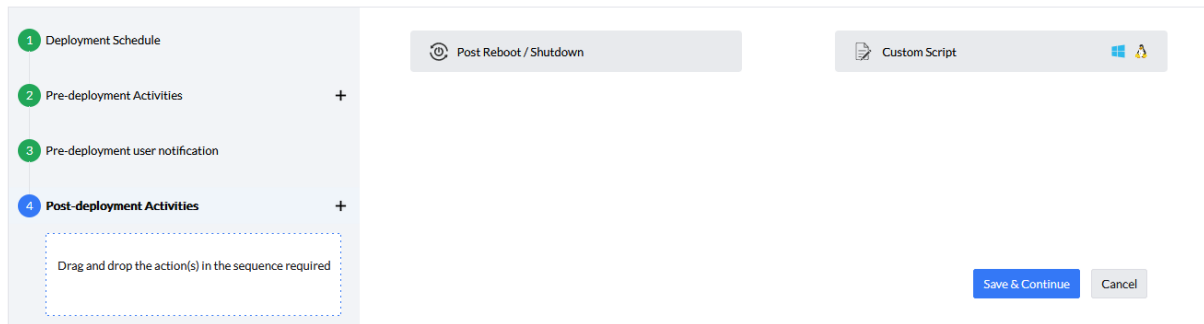 1 Deployment Schedule
2 Pre-deployment Activities +
3 Pre-deployment user notification
4 Post-deployment Activities +
Drag and drop the action(s) in the sequence required
Post Reboot / Shutdown
Custom Script
Save & Continue
Cancel